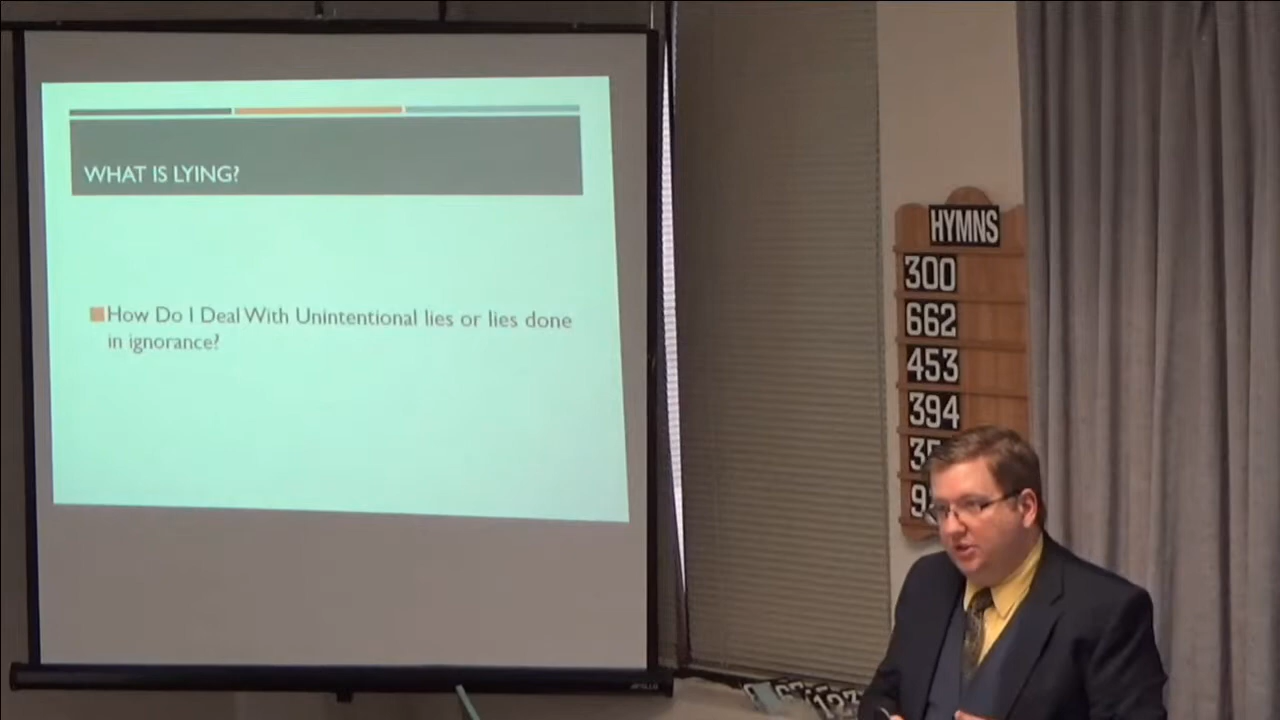 WHAT IS LYING?
How Do I Deal With Unintentional lies or lies done
in ignorance?
HYMNS
300
662
453
394
APOLLO